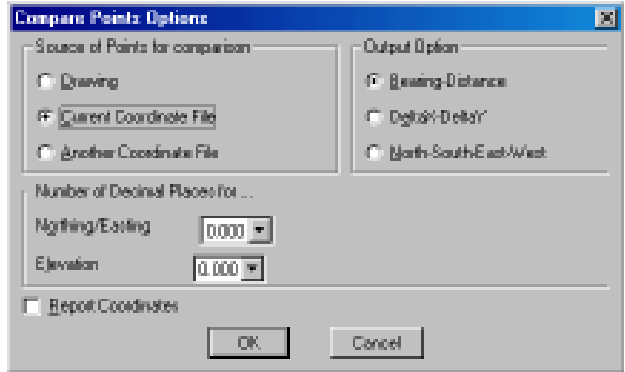 Compare Points Options
Source of Points for comparison
Drawing
Current Coordinate File
Another Coordinate File
Output Option
Bearing-Distance
DeltaX-DeltaY
North-South-East-West
Number of Decimal Places for ...
Northing/Easting
0.000
Elevation
0.000
Report Coordinates
OK
Cancel